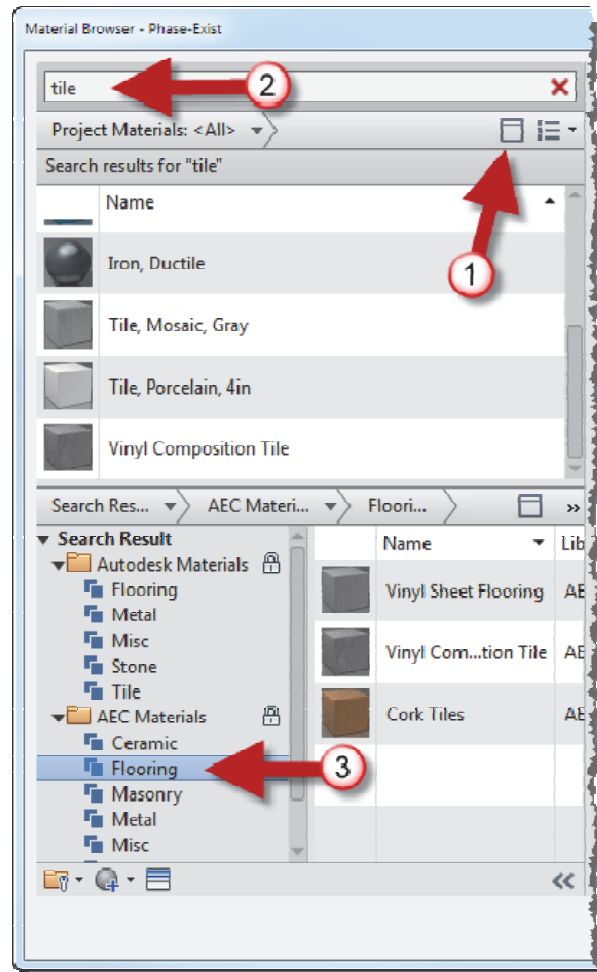 Material Browser - Phase-Exist
tile
2
Project Materials: <All>
Search results for "tile"
Name
1
Iron, Ductile
Tile, Mosaic, Gray
Tile, Porcelain, 4in
Vinyl Composition Tile
Search Res... AEC Materi... Floori... »
Search Result
Name Lib
Autodesk Materials
Flooring
Vinyl Sheet Flooring AE
Metal
Misc
Vinyl Com...tion Tile AE
Stone
Tile
AEC Materials
Cork Tiles AE
Ceramic
Flooring
3
Masonry
Metal
Misc